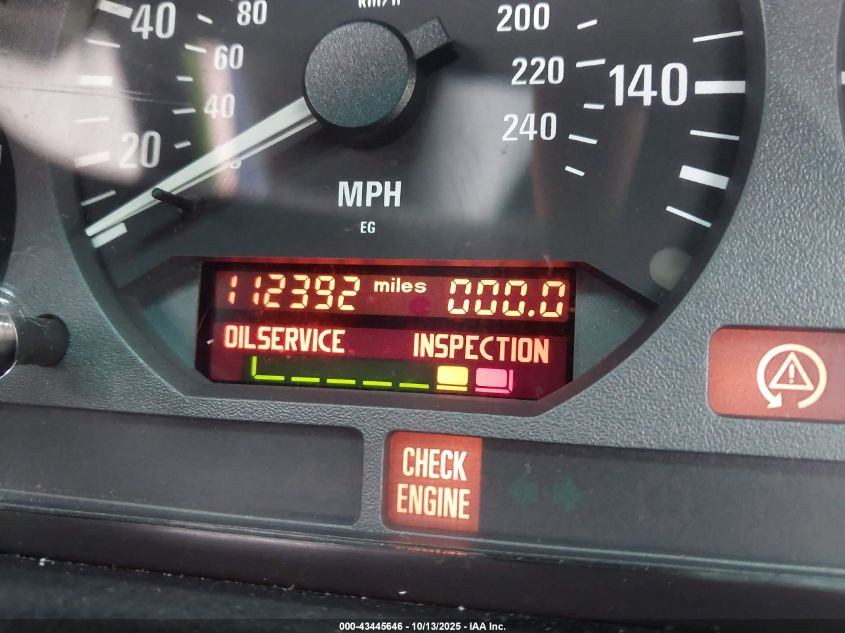 40
80
km/h
200
60
220
140
40
240
20
MPH
EG
112392 miles 000.0
OILSERVICE INSPECTION
CHECK
ENGINE
000-43445646 - 10/13/2025 - IAA Inc.